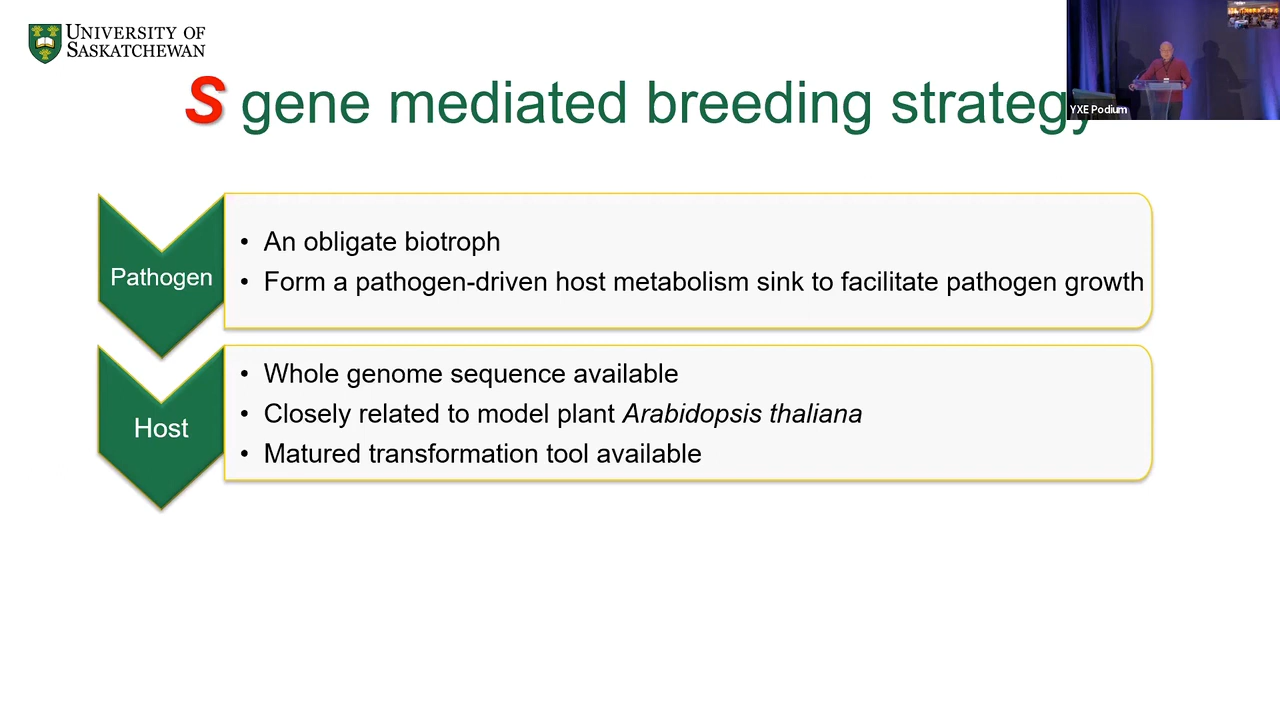 UNIVERSITY OF
SASKATCHEWAN
S gene mediated breeding strategy
YXE Podium
Pathogen
• An obligate biotroph
• Form a pathogen-driven host metabolism sink to facilitate pathogen growth
Host
• Whole genome sequence available
• Closely related to model plant Arabidopsis thaliana
• Matured transformation tool available